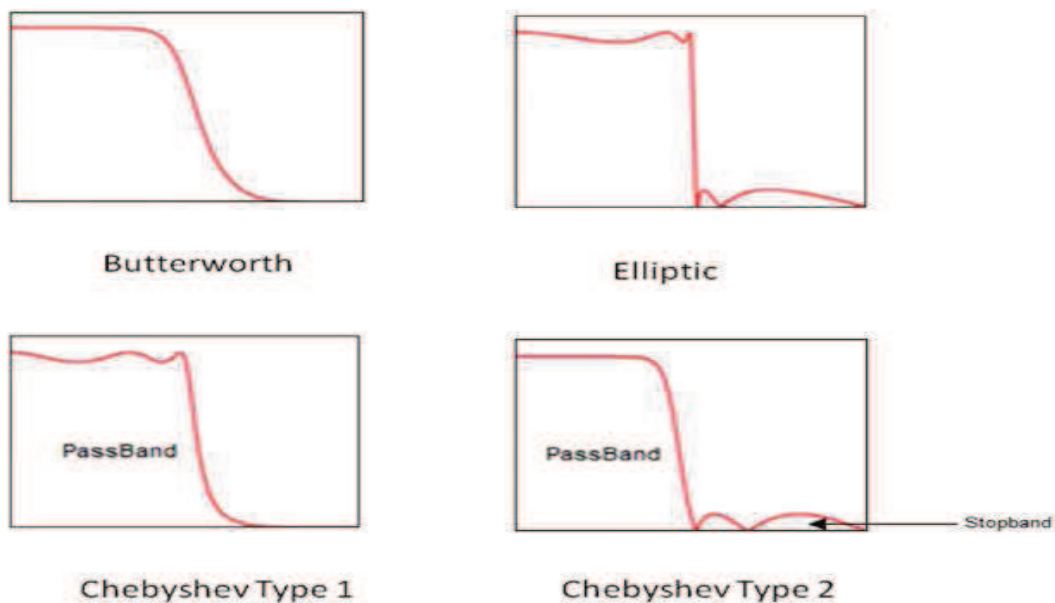 Butterworth
Elliptic
PassBand
PassBand
Stopband
Chebyshev Type 1
Chebyshev Type 2